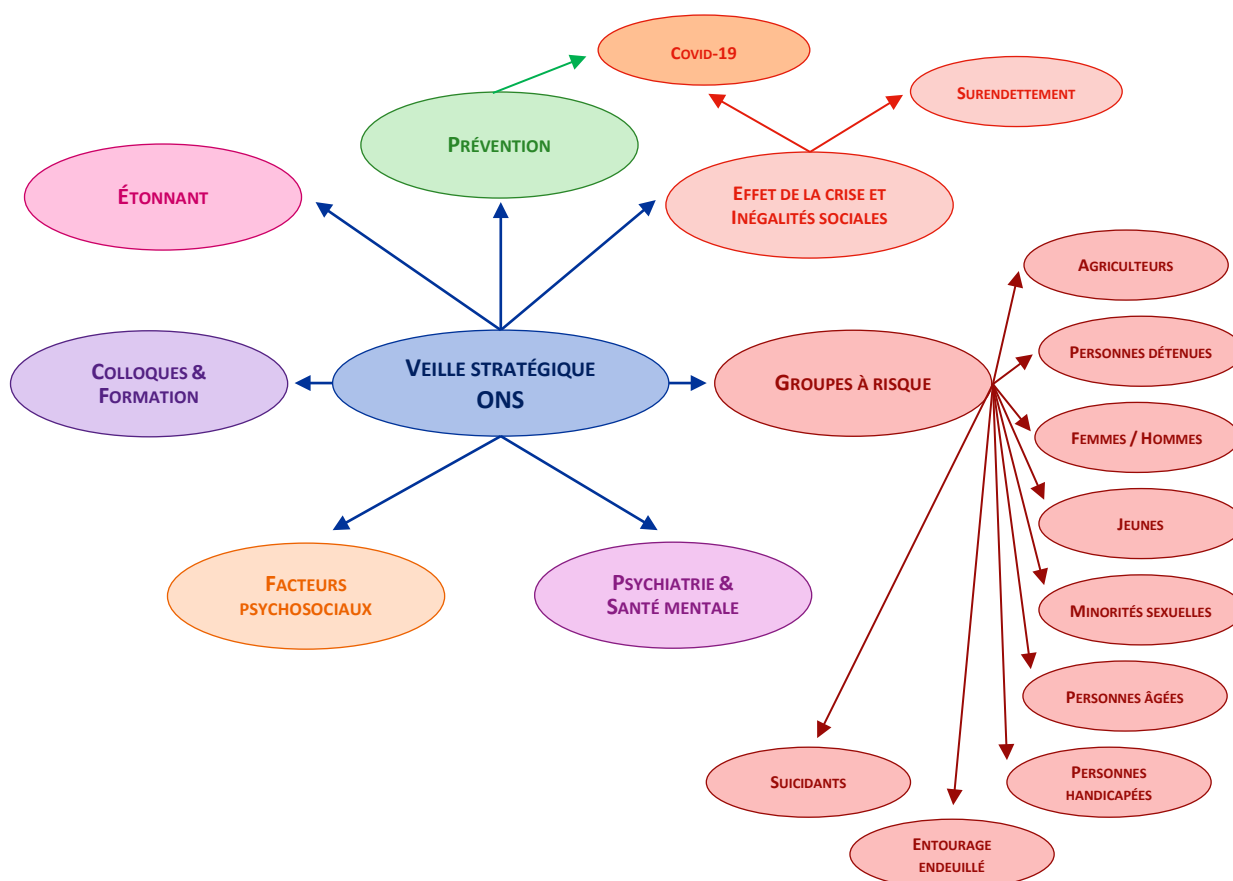 Covid-19
Surendettement
Prévention
Étonnant
Effet de la crise et
Inégalités sociales
Agriculteurs
Personnes détenues
Veille stratégique
ONS
Groupes à risque
Colloques &
Formation
Femmes / Hommes
Jeunes
Facteurs
psychosociaux
Psychiatrie &
Santé mentale
Minorités sexuelles
Personnes âgées
Suicidants
Personnes
handicapées
Entourage
endeuillé